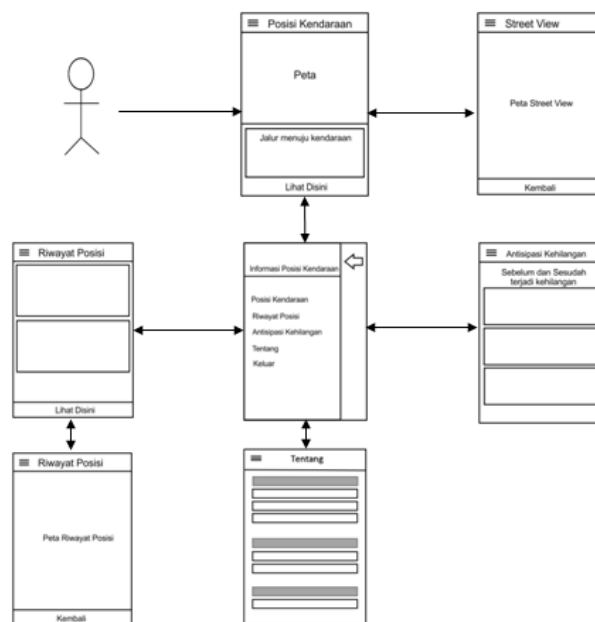 Posisi Kendaraan
Peta
Jalur menuju kendaraan
Lihat Disini
Street View
Peta Street View
Kembali
Riwayat Posisi
Lihat Disini
Informasi Posisi Kendaraan
Posisi Kendaraan
Riwayat Posisi
Antisipasi Kehilangan
Tentang
Keluar
Antisipasi Kehilangan
Sebelum dan Sesudah
terjadi kehilangan
Riwayat Posisi
Peta Riwayat Posisi
Kembali
Tentang